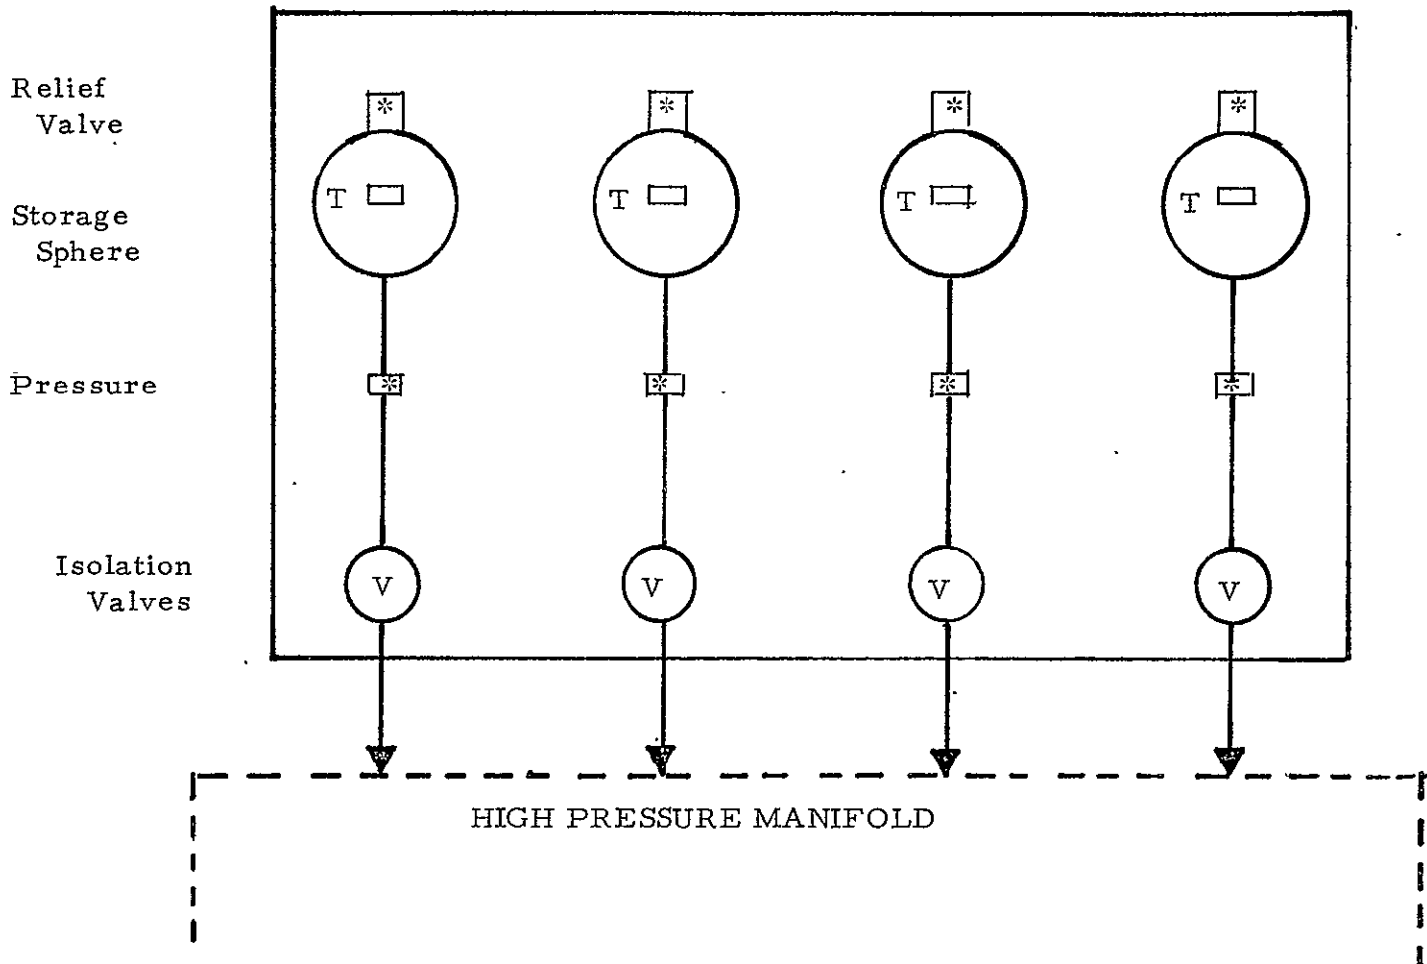 Relief
Valve
* * * *
Storage
Sphere
T T T T
Pressure
* * * *
Isolation
Valves
V V V V
HIGH PRESSURE MANIFOLD